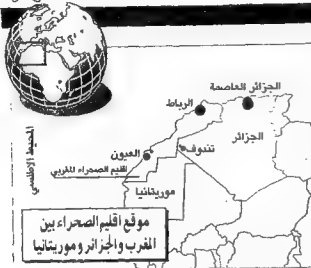 الجزائر العاصمة
الرباط
الجزائر
تندوف
العيون
اقليم الصحراء المغربي
موريتانيا
المحيط الاطلسي
موقع اقليم الصحراء بين
المغرب والجزائر وموريتانيا